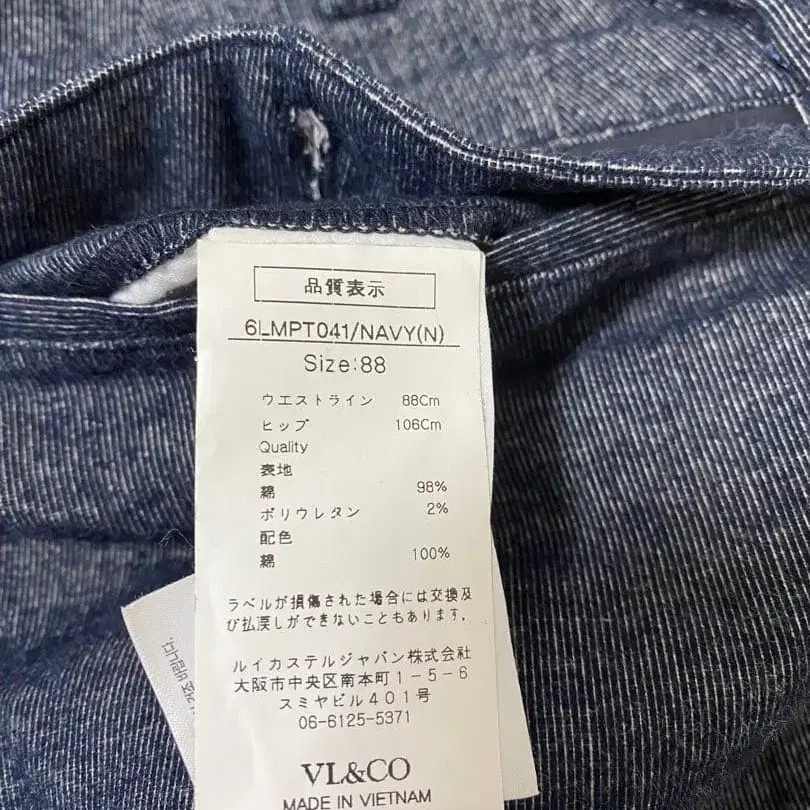 品質表示
6LMPT041/NAVY(N)
Size:88
ウエストライン 88Cm
ヒップ 106Cm
Quality
表地
綿 98%
ポリウレタン 2%
配色
綿 100%
ラベルが損傷された場合には交換及
び払戻しができないこともあります.
ルイカステルジャパン株式会社
大阪市中央区南本町1-5-6
スミヤビル401号
06-6125-5371
VL&CO
MADE IN VIETNAM